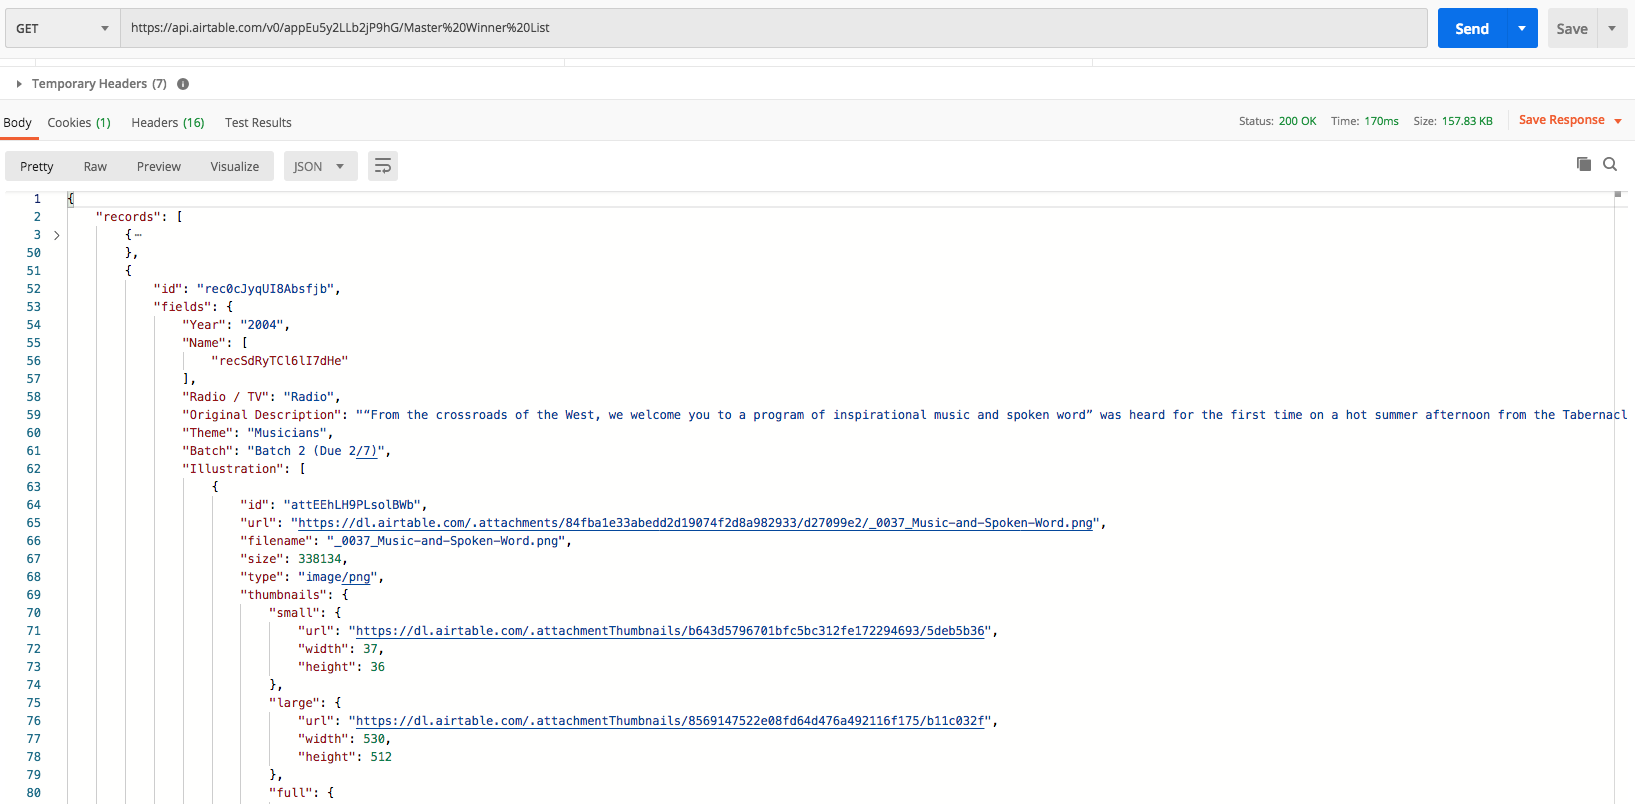 GET https://api.airtable.com/v0/appEu5y2LLb2jP9hG/Master%20Winner%20List Send Save
Temporary Headers (7)
Body Cookies (1) Headers (16) Test Results Status: 200 OK Time: 170ms Size: 157.83 KB Save Response
Pretty Raw Preview Visualize JSON
1 {
2 "records": [
3 {⋯
50 },
51 {
52 "id": "rec0cJyqUI8Absfjb",
53 "fields": {
54 "Year": "2004",
55 "Name": [
56 "recSdRyTCl6lI7dHe"
57 ],
58 "Radio / TV": "Radio",
59 "Original Description": "“From the crossroads of the West, we welcome you to a program of inspirational music and spoken word” was heard for the first time on a hot summer afternoon from the Tabernacl
60 "Theme": "Musicians",
61 "Batch": "Batch 2 (Due 2/7)",
62 "Illustration": [
63 {
64 "id": "attEEhLH9PLsolBWb",
65 "url": "https://dl.airtable.com/.attachments/84fba1e33abedd2d19074f2d8a982933/d27099e2/_0037_Music-and-Spoken-Word.png",
66 "filename": "_0037_Music-and-Spoken-Word.png",
67 "size": 338134,
68 "type": "image/png",
69 "thumbnails": {
70 "small": {
71 "url": "https://dl.airtable.com/.attachmentThumbnails/b643d5796701bfc5bc312fe172294693/5deb5b36",
72 "width": 37,
73 "height": 36
74 },
75 "large": {
76 "url": "https://dl.airtable.com/.attachmentThumbnails/8569147522e08fd64d476a492116f175/b11c032f",
77 "width": 530,
78 "height": 512
79 },
80 "full": {